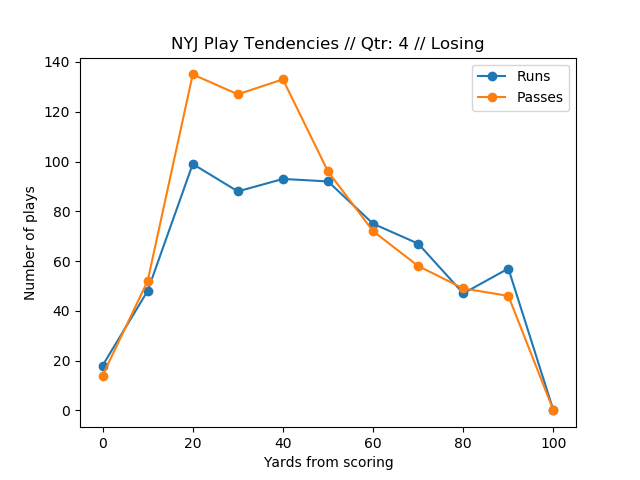 NYJ Play Tendencies // Qtr: 4 // Losing
Runs
Passes
Number of plays
140
120
100
80
60
40
20
0
0 20 40 60 80 100
Yards from scoring